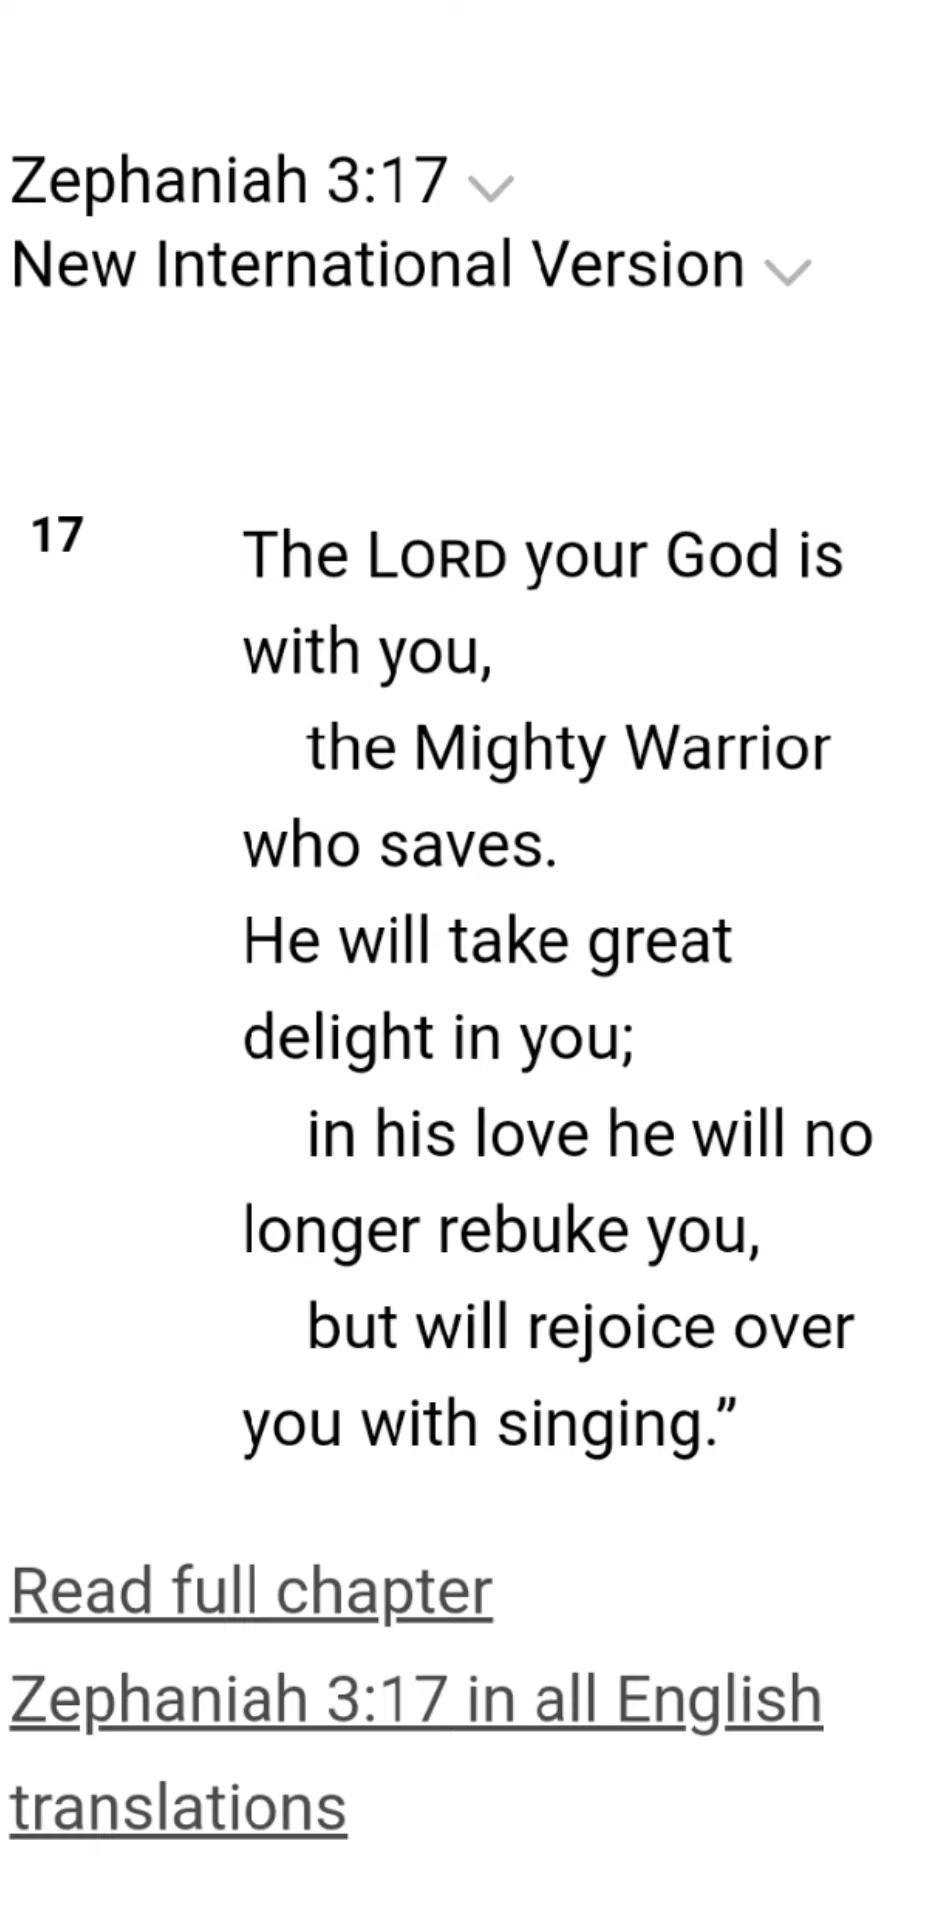 Zephaniah 3:17
New International Version
17
The LORD your God is
with you,
the Mighty Warrior
who saves.
He will take great
delight in you;
in his love he will no
longer rebuke you,
but will rejoice over
you with singing.”
Read full chapter
Zephaniah 3:17 in all English
translations